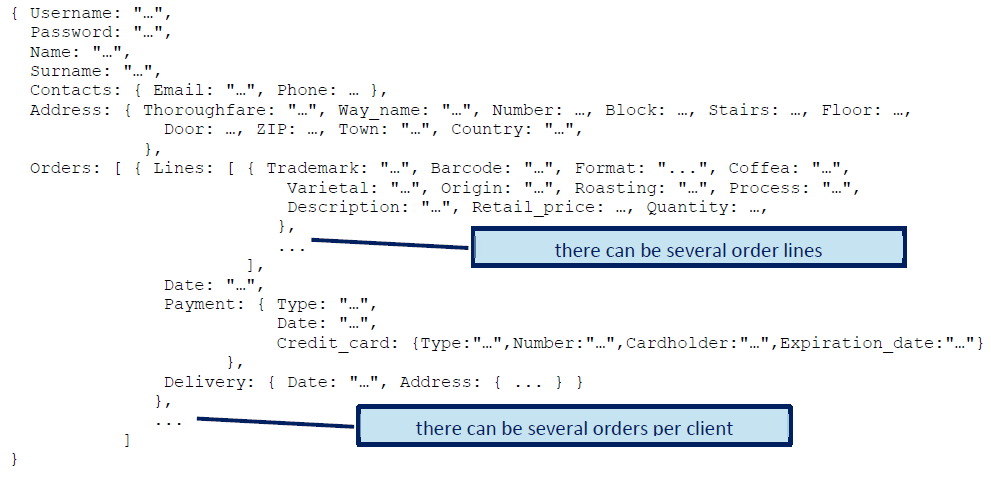 { Username: "…",
Password: "…",
Name: "…",
Surname: "…",
Contacts: { Email: "…", Phone: … },
Address: { Thoroughfare: "…", Way_name: "…", Number: …, Block: …, Stairs: …, Floor: …,
Door: …, ZIP: …, Town: "…", Country: "…",
},
Orders: [ { Lines: [ { Trademark: "…", Barcode: "…", Format: "...", Coffea: "…",
Varietal: "…", Origin: "…", Roasting: "…", Process: "…",
Description: "…", Retail_price: …, Quantity: …,
},
...
there can be several order lines
],
Date: "…",
Payment: { Type: "…",
Date: "…",
Credit_card: {Type:"…",Number:"…",Cardholder:"…",Expiration_date:"…"}
},
Delivery: { Date: "…", Address: { ... } }
},
...
there can be several orders per client
]
}